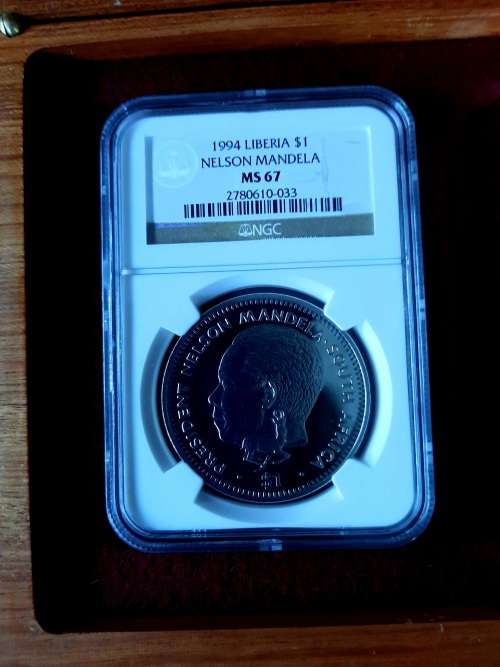 1994 LIBERIA $1
NELSON MANDELA
MS 67
2780610-033
NGC
• PRESIDENT NELSON MANDELA • SOUTH AFRICA •
$1